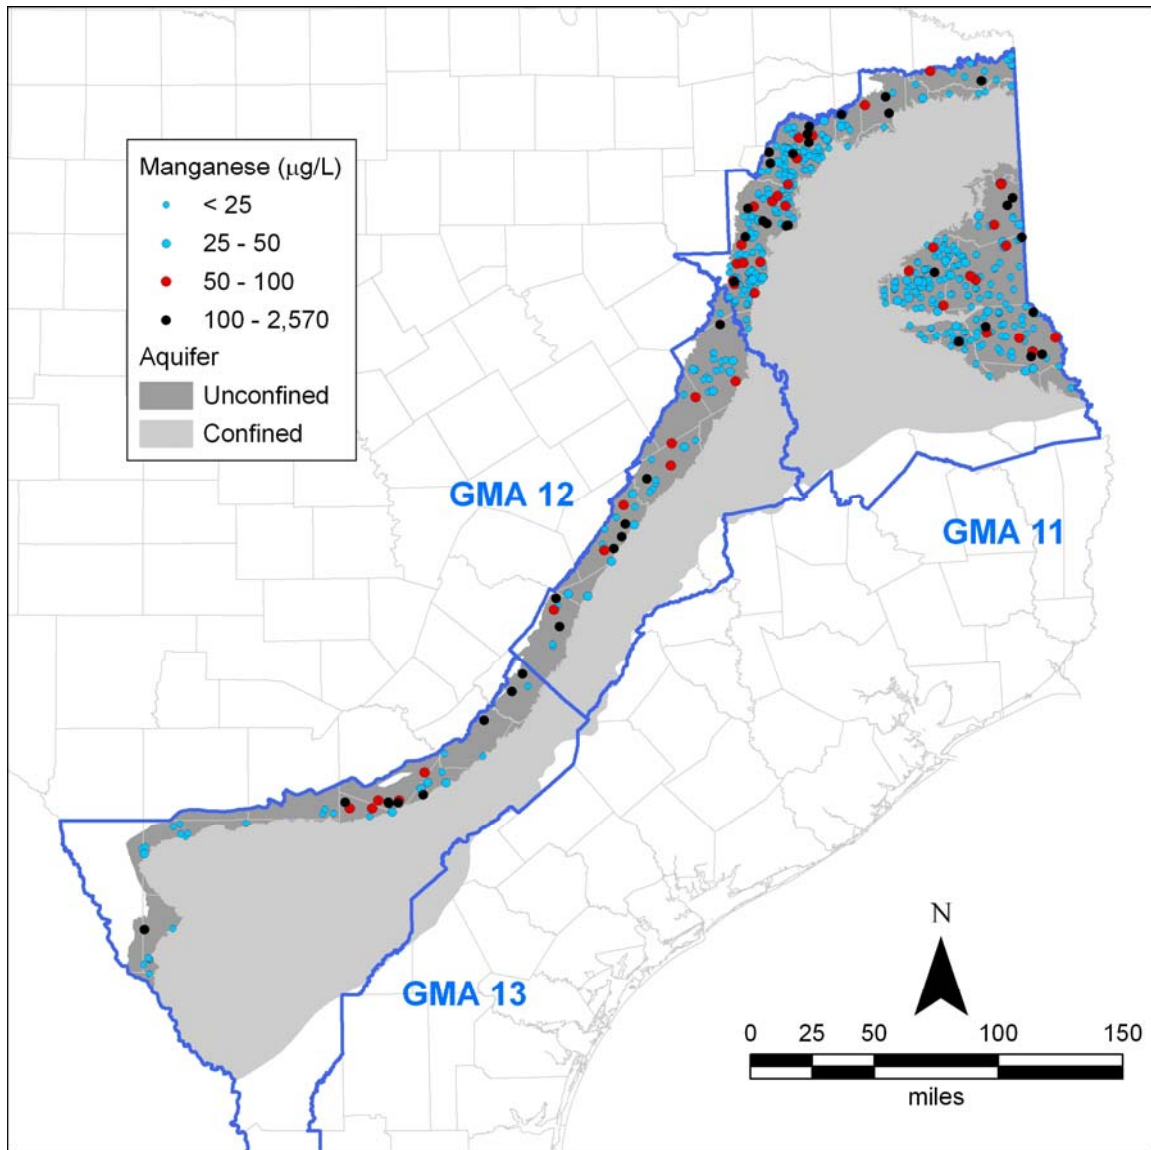 Manganese (µg/L)
< 25
25 - 50
50 - 100
100 - 2,570
Aquifer
Unconfined
Confined
GMA 12
GMA 11
GMA 13
N
0 25 50 100 150
miles